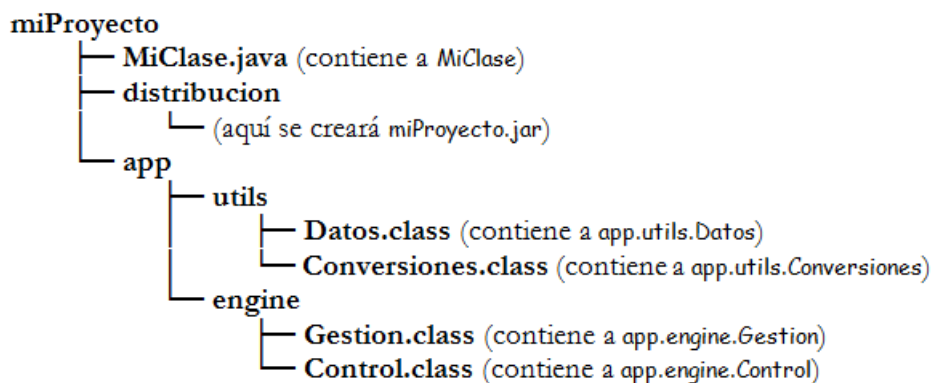 miProyecto
MiClase.java (contiene a MiClase)
distribucion
(aquí se creará miProyecto.jar)
app
utils
Datos.class (contiene a app.utils.Datos)
Conversiones.class (contiene a app.utils.Conversiones)
engine
Gestion.class (contiene a app.engine.Gestion)
Control.class (contiene a app.engine.Control)